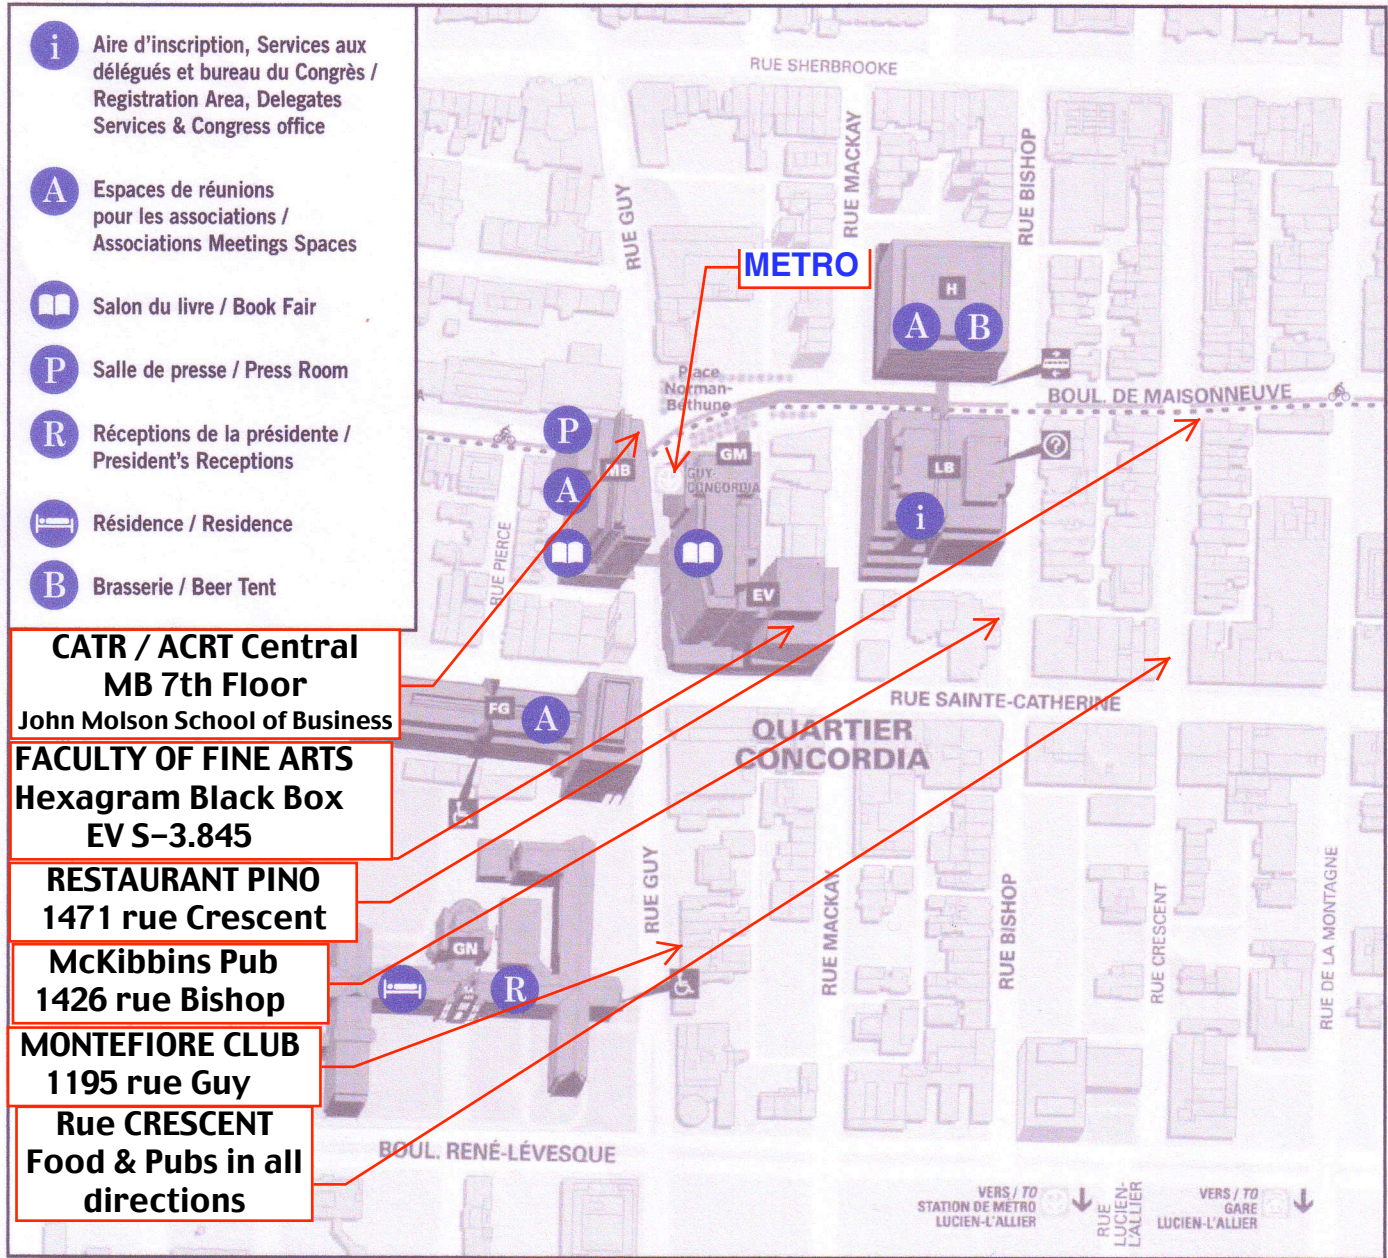 i
Aire d'inscription, Services aux
délégués et bureau du Congrès /
Registration Area, Delegates
Services & Congress office
A
Espaces de réunions
pour les associations /
Associations Meetings Spaces
Salon du livre / Book Fair
P
Salle de presse / Press Room
R
Réceptions de la présidente /
President's Receptions
Résidence / Residence
B
Brasserie / Beer Tent
CATR / ACRT Central
MB 7th Floor
John Molson School of Business
FACULTY OF FINE ARTS
Hexagram Black Box
EV S-3.845
RESTAURANT PINO
1471 rue Crescent
McKibbins Pub
1426 rue Bishop
MONTEFIORE CLUB
1195 rue Guy
Rue CRESCENT
Food & Pubs in all
directions
RUE SHERBROOKE
RUE GUY
RUE MACKAY
RUE BISHOP
METRO
H
A
B
Place
Norman-
Béthune
BOUL. DE MAISONNEUVE
P
MB
A
GM
GUY-
CONCORDIA
LB
?
i
RUE PIERCE
EV
FG
A
RUE SAINTE-CATHERINE
QUARTIER
CONCORDIA
GN
R
RUE GUY
RUE MACKAY
RUE BISHOP
RUE CRESCENT
RUE DE LA MONTAGNE
BOUL. RENÉ-LÉVESQUE
VERS / TO
STATION DE MÉTRO
LUCIEN-L'ALLIER
RUE
LUCIEN-
L'ALLIER
VERS / TO
GARE
LUCIEN-L'ALLIER